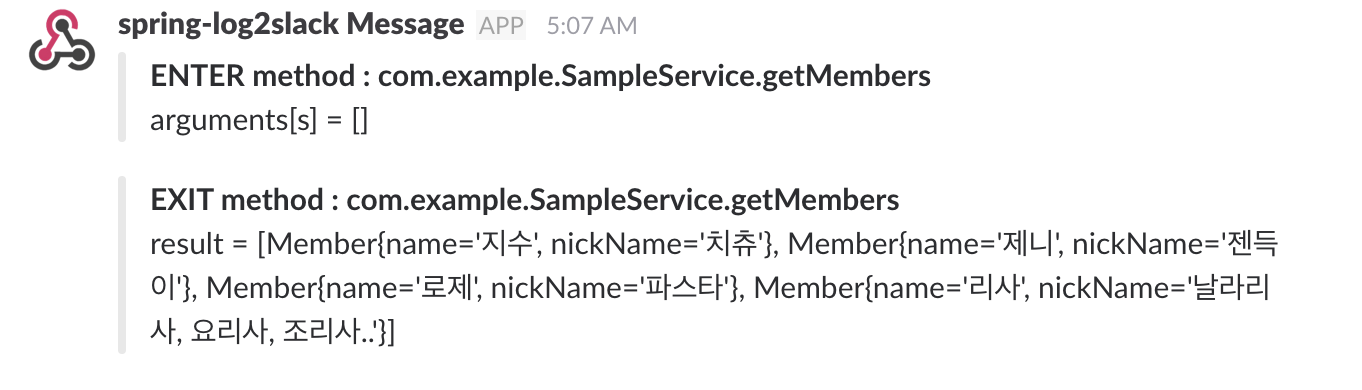 spring-log2slack Message APP 5:07 AM
ENTER method : com.example.SampleService.getMembers
arguments[s] = []
EXIT method : com.example.SampleService.getMembers
result = [Member{name='지수', nickName='치츄'}, Member{name='제니', nickName='젠득
이'}, Member{name='로제', nickName='파스타'}, Member{name='리사', nickName='날라리
사, 요리사, 조리사..'}]